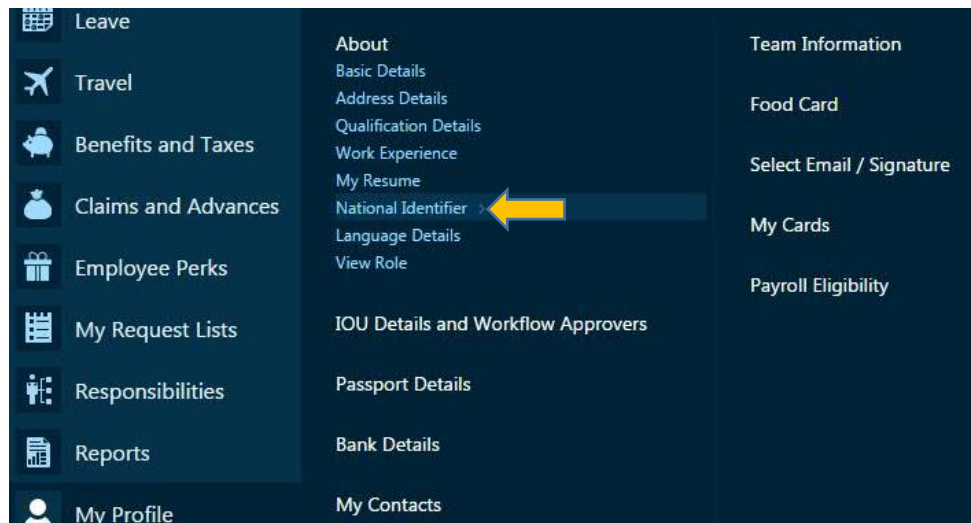 Leave
Travel
Benefits and Taxes
Claims and Advances
Employee Perks
My Request Lists
Responsibilities
Reports
My Profile
About
Basic Details
Address Details
Qualification Details
Work Experience
My Resume
National Identifier >
Language Details
View Role
IOU Details and Workflow Approvers
Passport Details
Bank Details
My Contacts
Team Information
Food Card
Select Email / Signature
My Cards
Payroll Eligibility